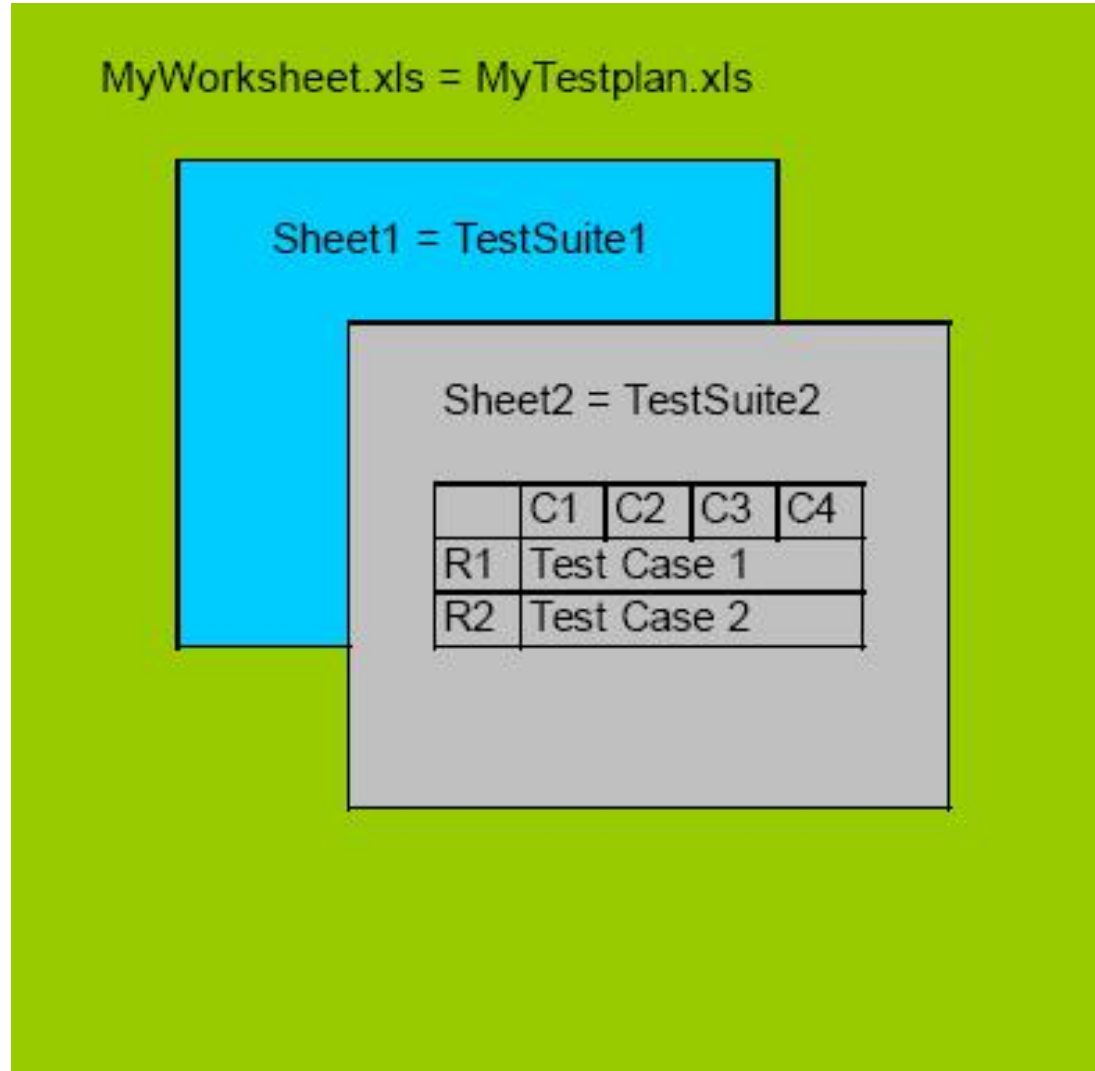 MyWorksheet.xls = MyTestplan.xls
Sheet1 = TestSuite1
Sheet2 = TestSuite2
C1 C2 C3 C4
R1 Test Case 1
R2 Test Case 2